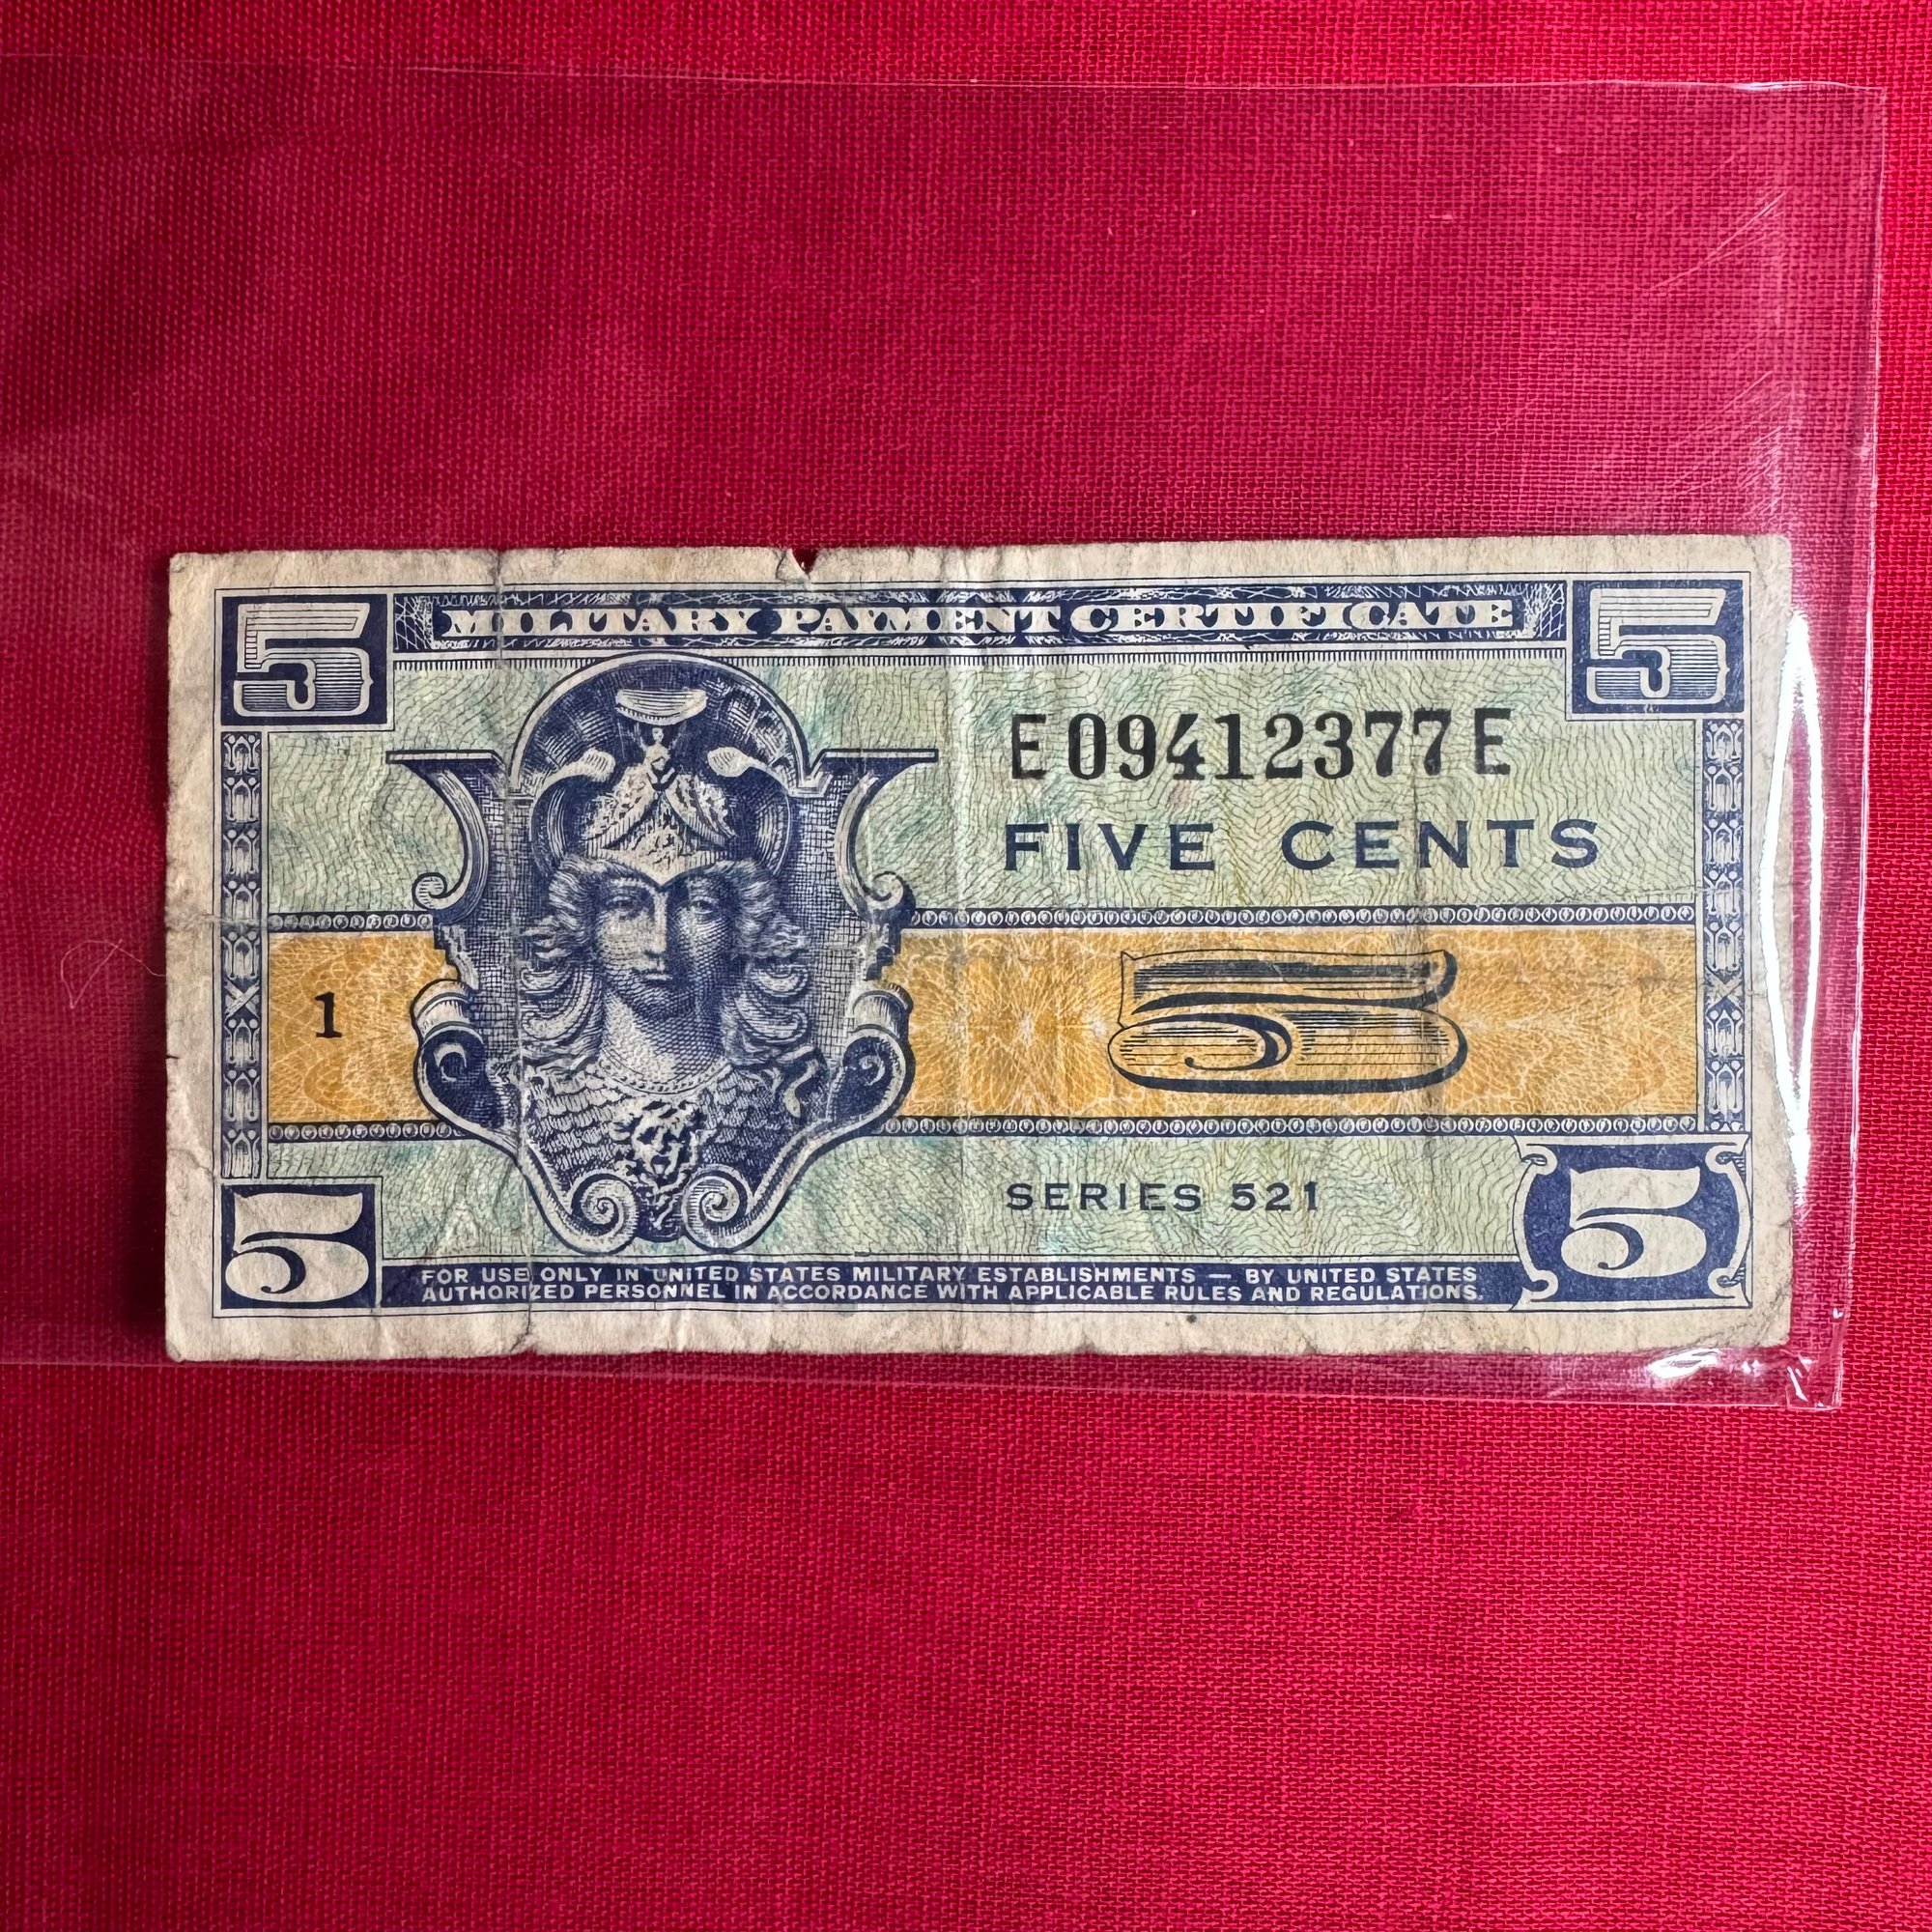 5 MILITARY PAYMENT CERTIFICATE 5
E09412377E
FIVE CENTS
1 5
SERIES 521
5 5
FOR USE ONLY IN UNITED STATES MILITARY ESTABLISHMENTS — BY UNITED STATES
AUTHORIZED PERSONNEL IN ACCORDANCE WITH APPLICABLE RULES AND REGULATIONS.